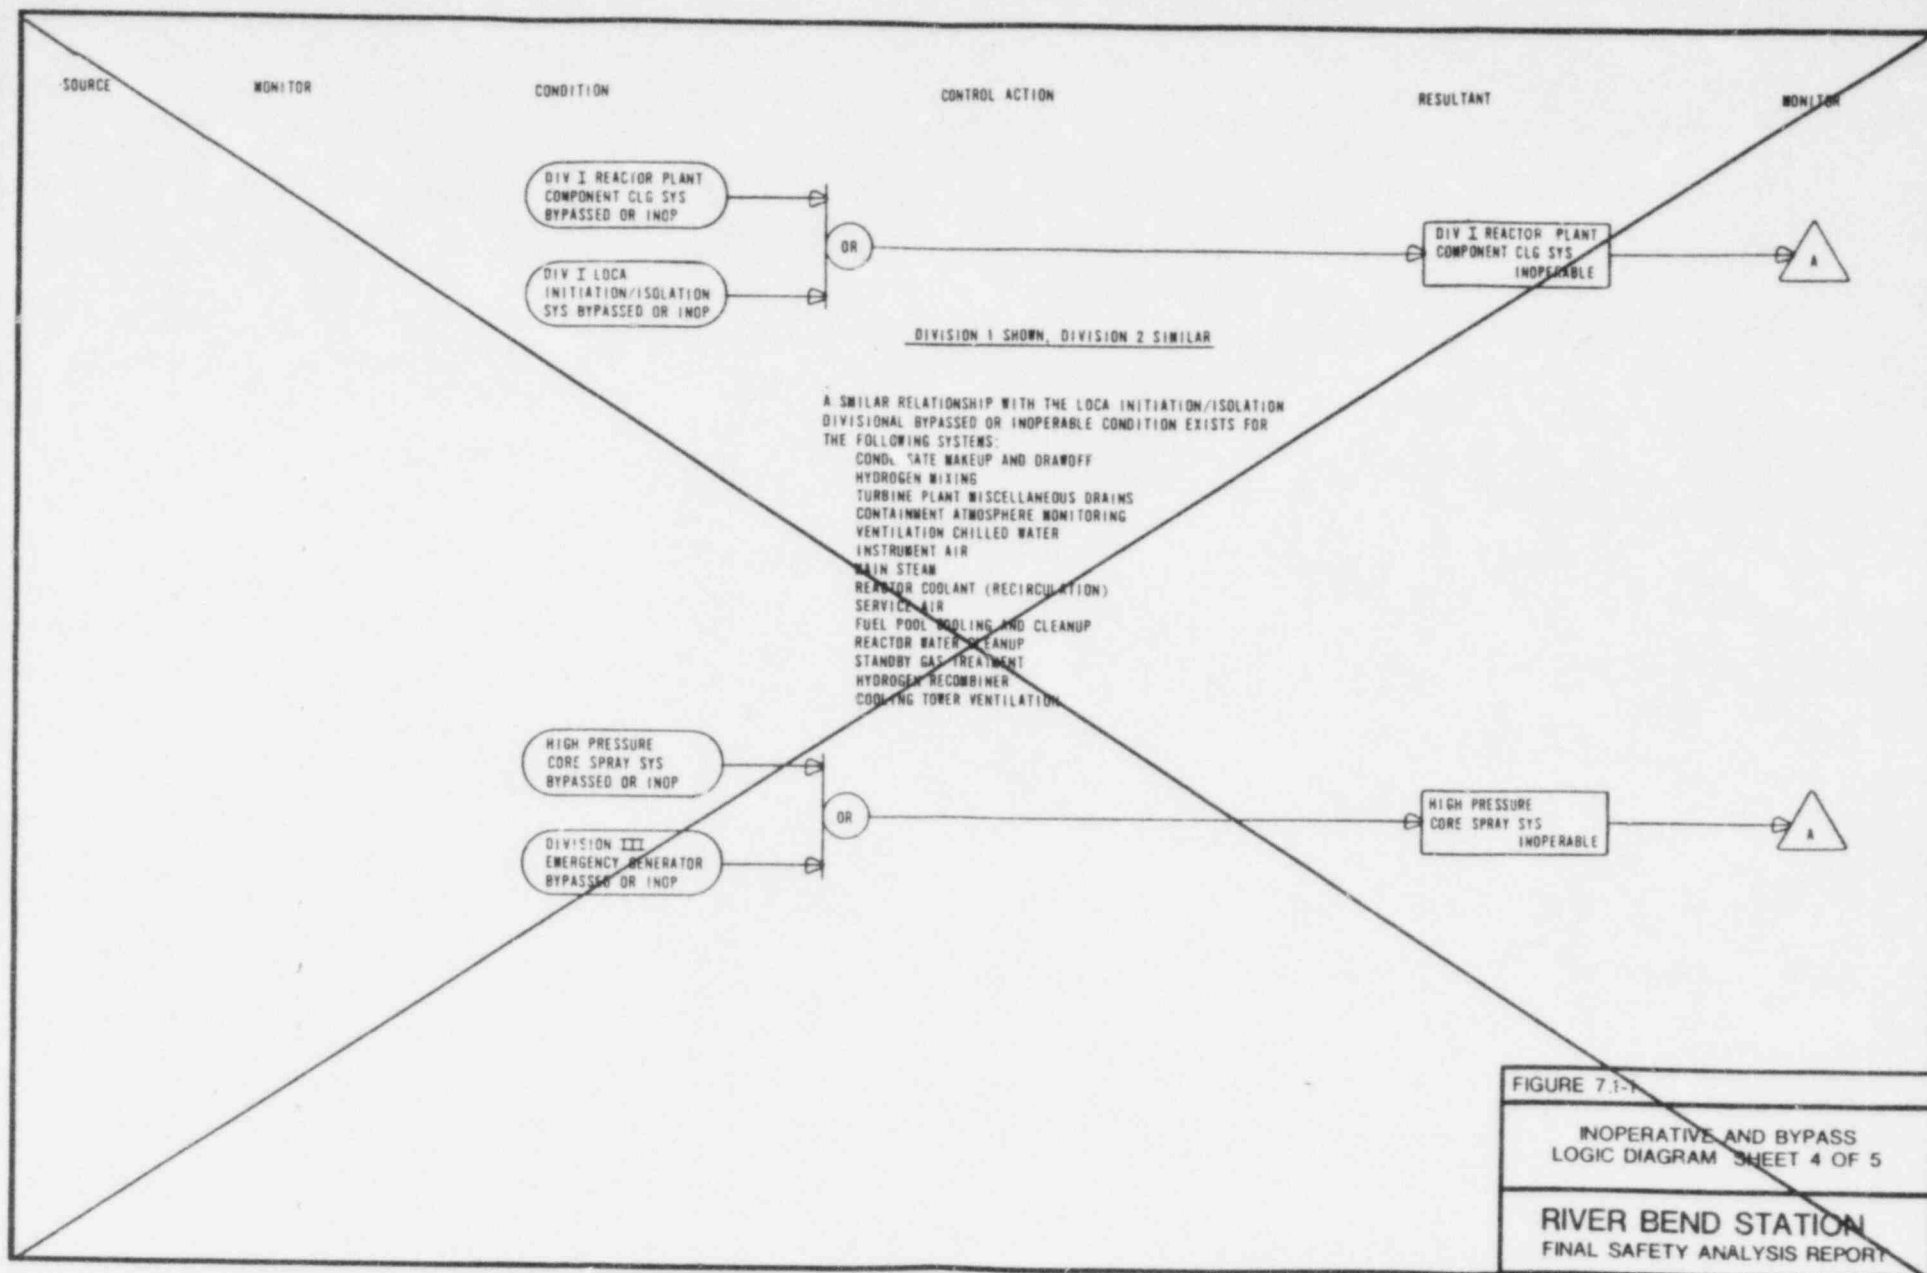 SOURCE MONITOR CONDITION CONTROL ACTION RESULTANT MONITOR
DIV I REACTOR PLANT
COMPONENT CLG SYS
BYPASSED OR INOP
OR
DIV I LOCA
INITIATION/ISOLATION
SYS BYPASSED OR INOP
DIV I REACTOR PLANT
COMPONENT CLG SYS
INOPERABLE
A
DIVISION 1 SHOWN, DIVISION 2 SIMILAR
A SMILAR RELATIONSHIP WITH THE LOCA INITIATION/ISOLATION
DIVISIONAL BYPASSED OR INOPERABLE CONDITION EXISTS FOR
THE FOLLOWING SYSTEMS:
MAKEUP AND DRAWOFF
HYDROGEN MIXING
TURBINE PLANT MISCELLANEOUS DRAINS
CONTAINMENT ATMOSPHERE MONITORING
VENTILATION CHILLED WATER
INSTRUMENT AIR
MAIN STEAM
REACTOR COOLANT (RECIRCULATION)
SERVICE AIR
FUEL POOL COOLING AND CLEANUP
REACTOR WATER CLEANUP
STANDBY GAS TREATMENT
HYDROGEN RECOMBINER
COOLING TOWER VENTILATION
HIGH PRESSURE
CORE SPRAY SYS
BYPASSED OR INOP
OR
DIVISION III
EMERGENCY GENERATOR
BYPASSED OR INOP
HIGH PRESSURE
CORE SPRAY SYS
INOPERABLE
A
FIGURE 7.1-1
INOPERATIVE AND BYPASS
LOGIC DIAGRAM SHEET 4 OF 5
RIVER BEND STATION
FINAL SAFETY ANALYSIS REPORT